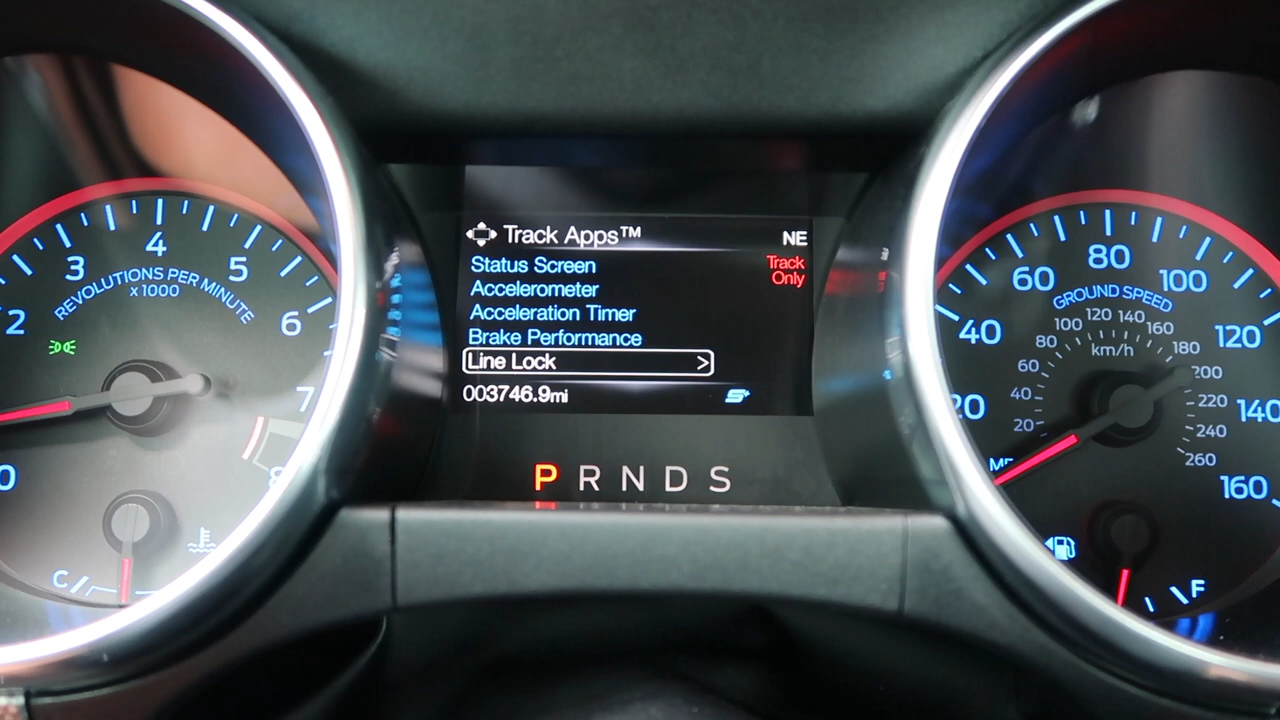 Track Apps™ NE
Status Screen
Track
Only
Accelerometer
Acceleration Timer
Brake Performance
Line Lock >
003746.9mi
S+
P R N D S
0
2
3
4
5
6
7
8
REVOLUTIONS PER MINUTE
x1000
C
20
40
60
80
100
120
140
160
GROUND SPEED
20
40
60
80
100
120
140
160
180
200
220
240
260
km/h
F